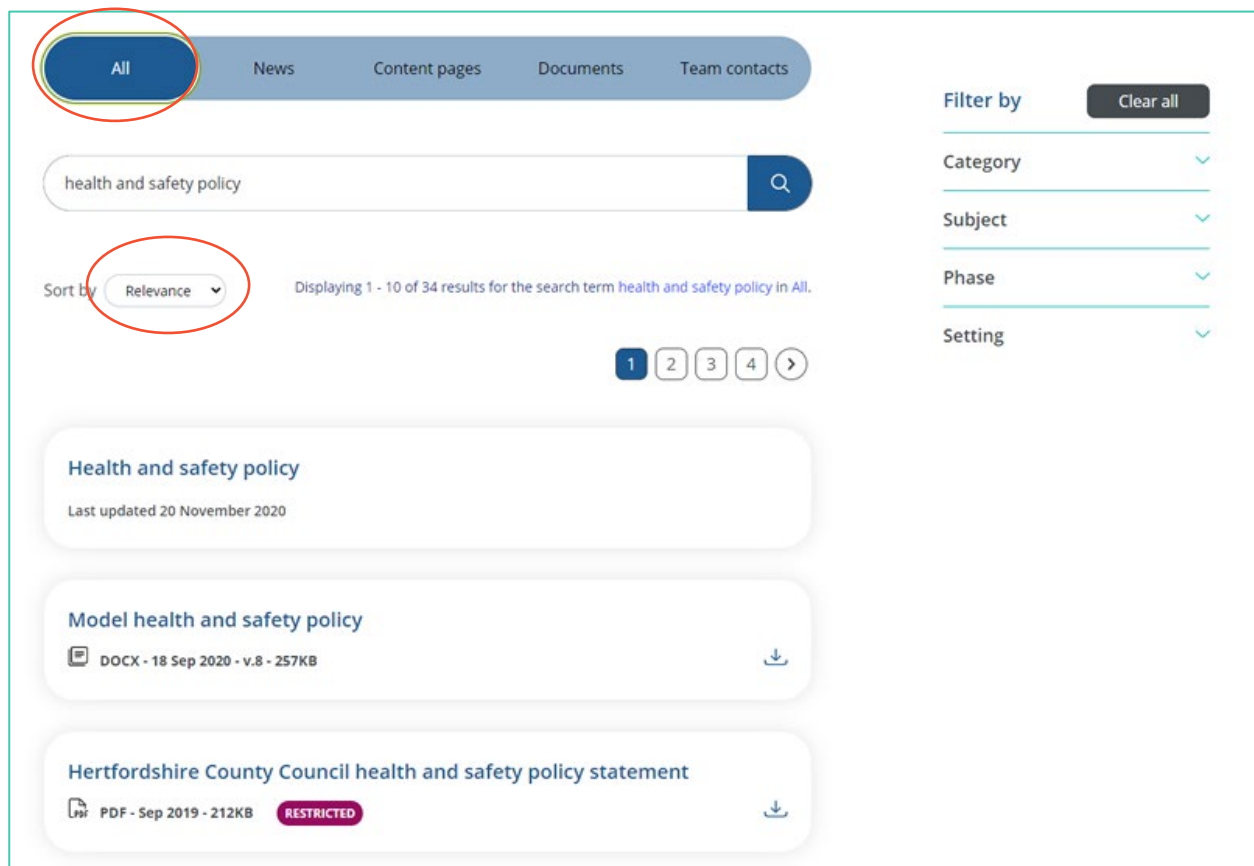 All News Content pages Documents Team contacts
Filter by Clear all
Category
health and safety policy
Subject
Phase
Sort by Relevance Displaying 1 - 10 of 34 results for the search term health and safety policy in All.
Setting
1 2 3 4
Health and safety policy
Last updated 20 November 2020
Model health and safety policy
DOCX - 18 Sep 2020 - v.8 - 257KB
Hertfordshire County Council health and safety policy statement
PDF PDF - Sep 2019 - 212KB RESTRICTED